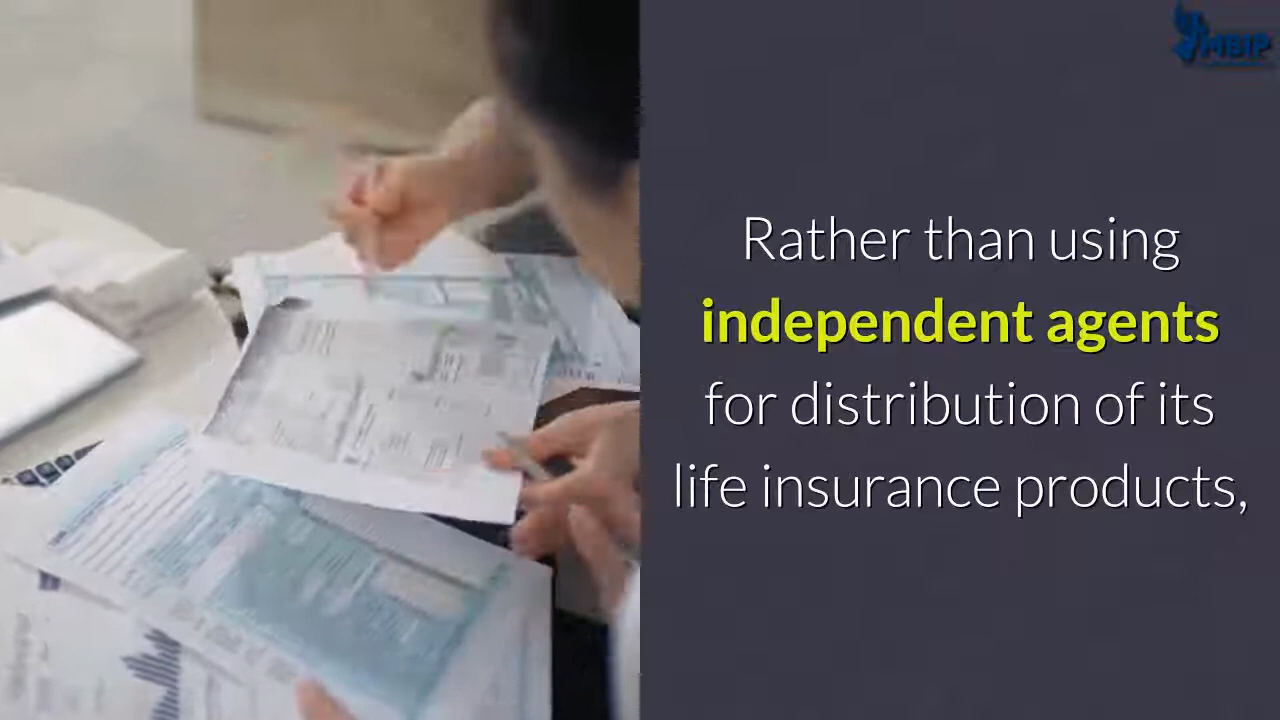 MBIP
Rather than using
independent agents
for distribution of its
life insurance products,